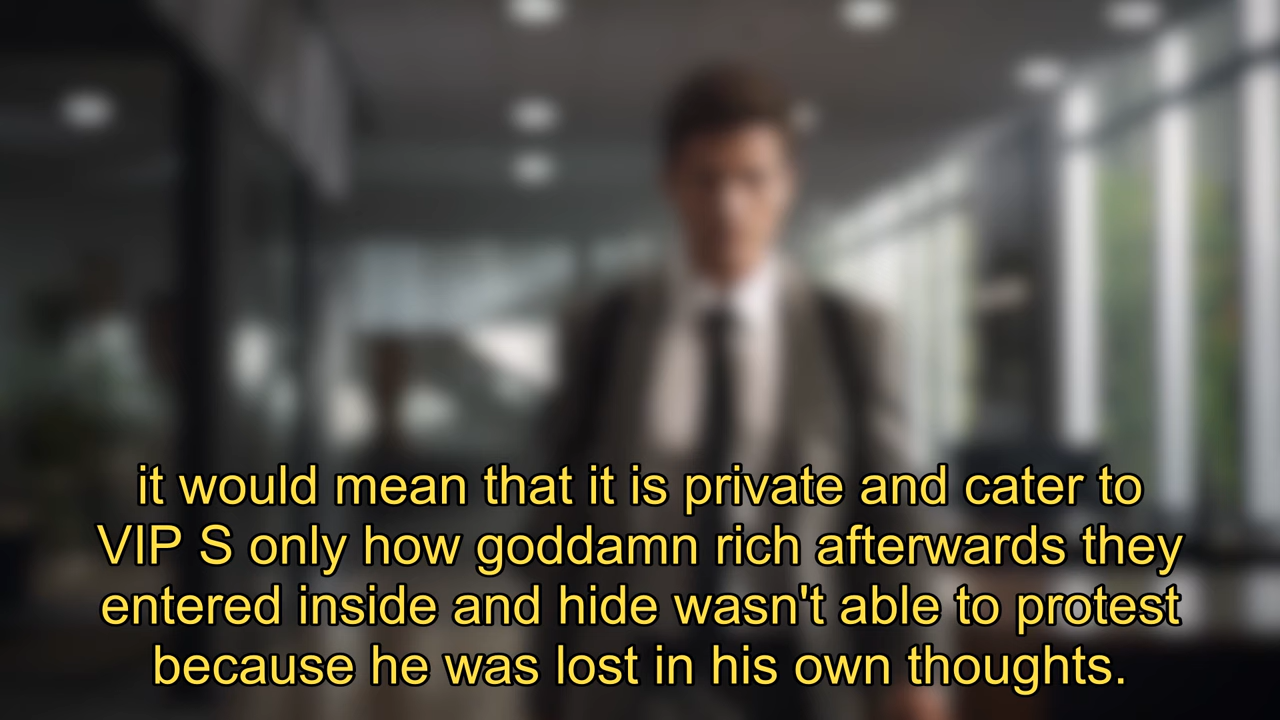 it would mean that it is private and cater to
VIP S only how goddamn rich afterwards they
entered inside and hide wasn't able to protest
because he was lost in his own thoughts.